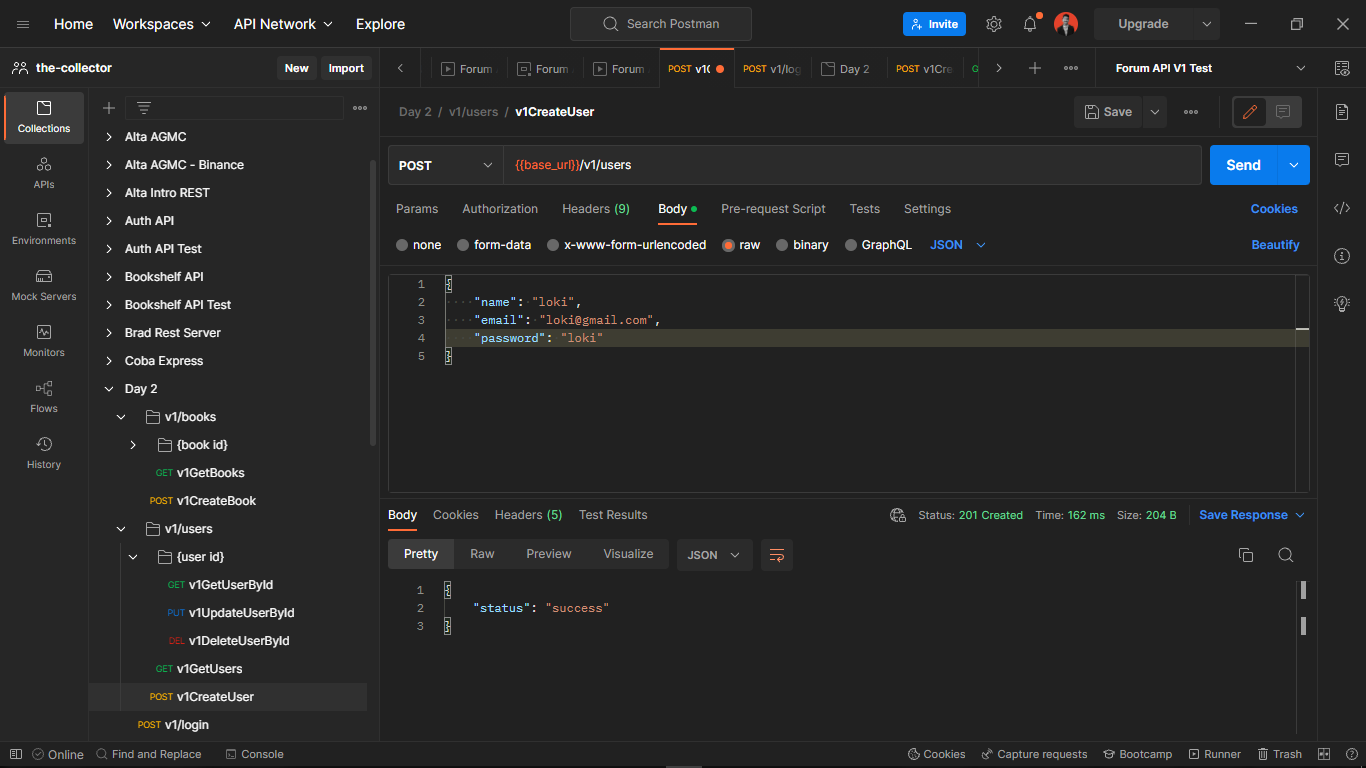 Home Workspaces API Network Explore Search Postman Invite Upgrade
the-collector New Import
Forum Forum Forum POST v1C POST v1/log Day 2 POST v1Cre G Forum API V1 Test
Collections
APIs
Environments
Mock Servers
Monitors
Flows
History
Alta AGMC
Alta AGMC - Binance
Alta Intro REST
Auth API
Auth API Test
Bookshelf API
Bookshelf API Test
Brad Rest Server
Coba Express
Day 2
v1/books
{book id}
GET v1GetBooks
POST v1CreateBook
v1/users
{user id}
GET v1GetUserById
PUT v1UpdateUserById
DEL v1DeleteUserById
GET v1GetUsers
POST v1CreateUser
POST v1/login
Day 2 / v1/users / v1CreateUser Save
POST {{base_url}}/v1/users Send
Params Authorization Headers (9) Body Pre-request Script Tests Settings Cookies
none form-data x-www-form-urlencoded raw binary GraphQL JSON Beautify
1 {
2 "name": "loki",
3 "email": "loki@gmail.com",
4 "password": "loki"
5 }
Body Cookies Headers (5) Test Results Status: 201 Created Time: 162 ms Size: 204 B Save Response
Pretty Raw Preview Visualize JSON
1 {
2 "status": "success"
3 }
Online Find and Replace Console Cookies Capture requests Bootcamp Runner Trash